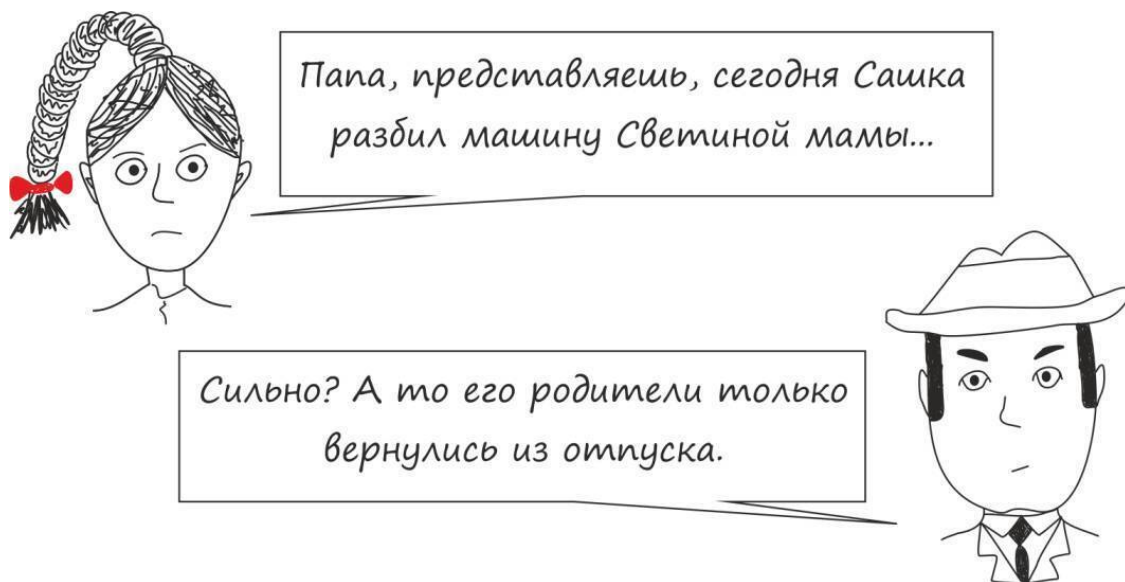 Папа, представляешь, сегодня Сашка
разбил машину Светиной мамы...
Сильно? А то его родители только
вернулись из отпуска.